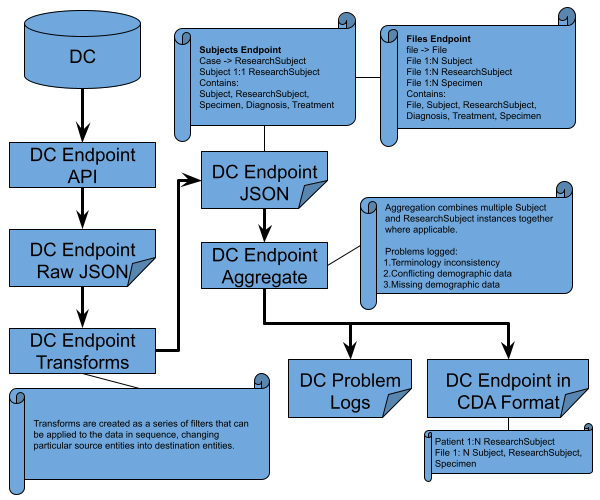 DC
DC Endpoint
API
DC Endpoint
Raw JSON
DC Endpoint
Transforms
Transforms are created as a series of filters that can
be applied to the data in sequence, changing
particular source entities into destination entities.
Subjects Endpoint
Case -> ResearchSubject
Subject 1:1 ResearchSubject
Contains:
Subject, ResearchSubject,
Specimen, Diagnosis, Treatment
Files Endpoint
file -> File
File 1:N Subject
File 1:N ResearchSubject
File 1:N Specimen
Contains:
File, Subject, ResearchSubject,
Diagnosis, Treatment, Specimen
DC Endpoint
JSON
DC Endpoint
Aggregate
Aggregation combines multiple Subject
and ResearchSubject instances together
where applicable.
Problems logged:
1.Terminology inconsistency
2.Conflicting demographic data
3.Missing demographic data
DC Problem
Logs
DC Endpoint in
CDA Format
Patient 1:N ResearchSubject
File 1: N Subject, ResearchSubject,
Specimen